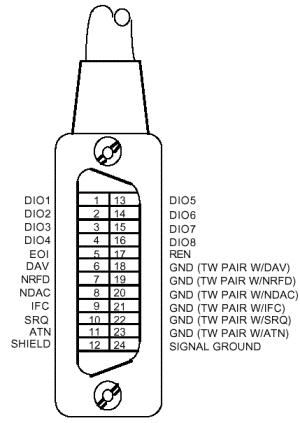 DIO1 1 13 DIO5
DIO2 2 14 DIO6
DIO3 3 15 DIO7
DIO4 4 16 DIO8
EOI 5 17 REN
DAV 6 18 GND (TW PAIR W/DAV)
NRFD 7 19 GND (TW PAIR W/NRFD)
NDAC 8 20 GND (TW PAIR W/NDAC)
IFC 9 21 GND (TW PAIR W/IFC)
SRQ 10 22 GND (TW PAIR W/SRQ)
ATN 11 23 GND (TW PAIR W/ATN)
SHIELD 12 24 SIGNAL GROUND